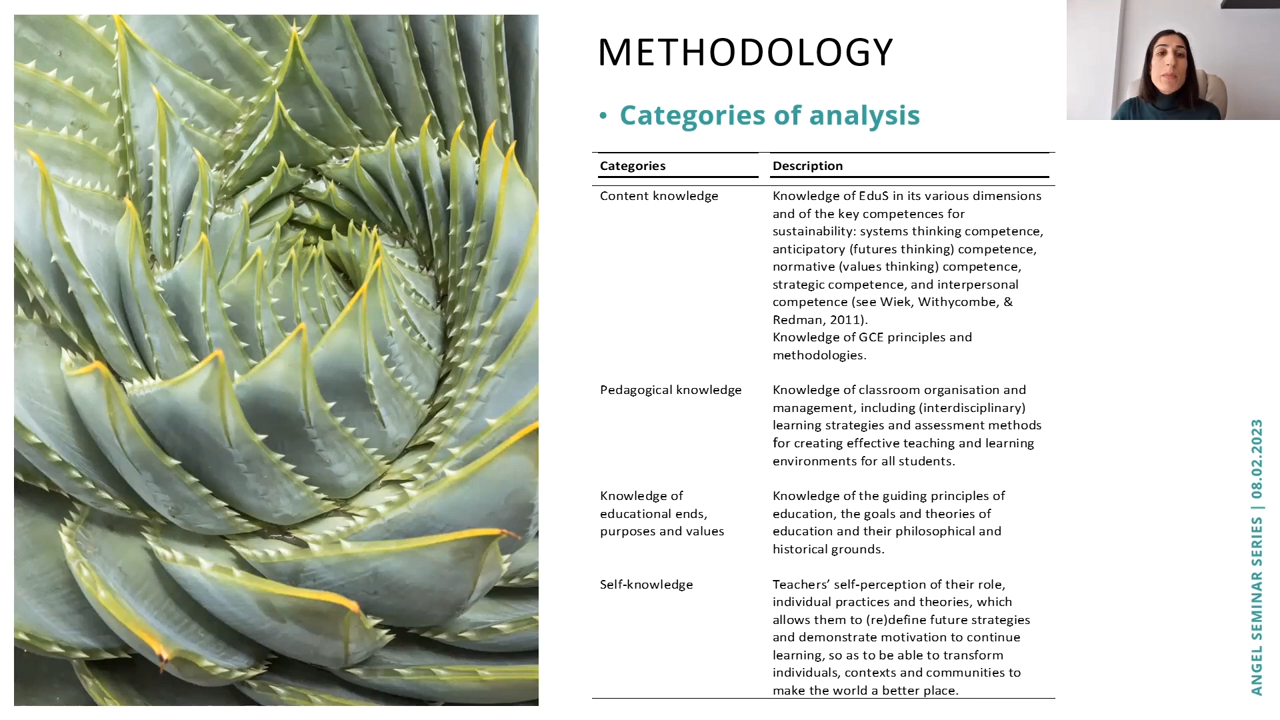 METHODOLOGY
• Categories of analysis
Categories
Description
Content knowledge
Knowledge of EduS in its various dimensions
and of the key competences for
sustainability: systems thinking competence,
anticipatory (futures thinking) competence,
normative (values thinking) competence,
strategic competence, and interpersonal
competence (see Wiek, Withycombe, &
Redman, 2011).
Knowledge of GCE principles and
methodologies.
Pedagogical knowledge
Knowledge of classroom organisation and
management, including (interdisciplinary)
learning strategies and assessment methods
for creating effective teaching and learning
environments for all students.
Knowledge of
educational ends,
purposes and values
Knowledge of the guiding principles of
education, the goals and theories of
education and their philosophical and
historical grounds.
Self-knowledge
Teachers’ self-perception of their role,
individual practices and theories, which
allows them to (re)define future strategies
and demonstrate motivation to continue
learning, so as to be able to transform
individuals, contexts and communities to
make the world a better place.
ANGEL SEMINAR SERIES | 08.02.2023